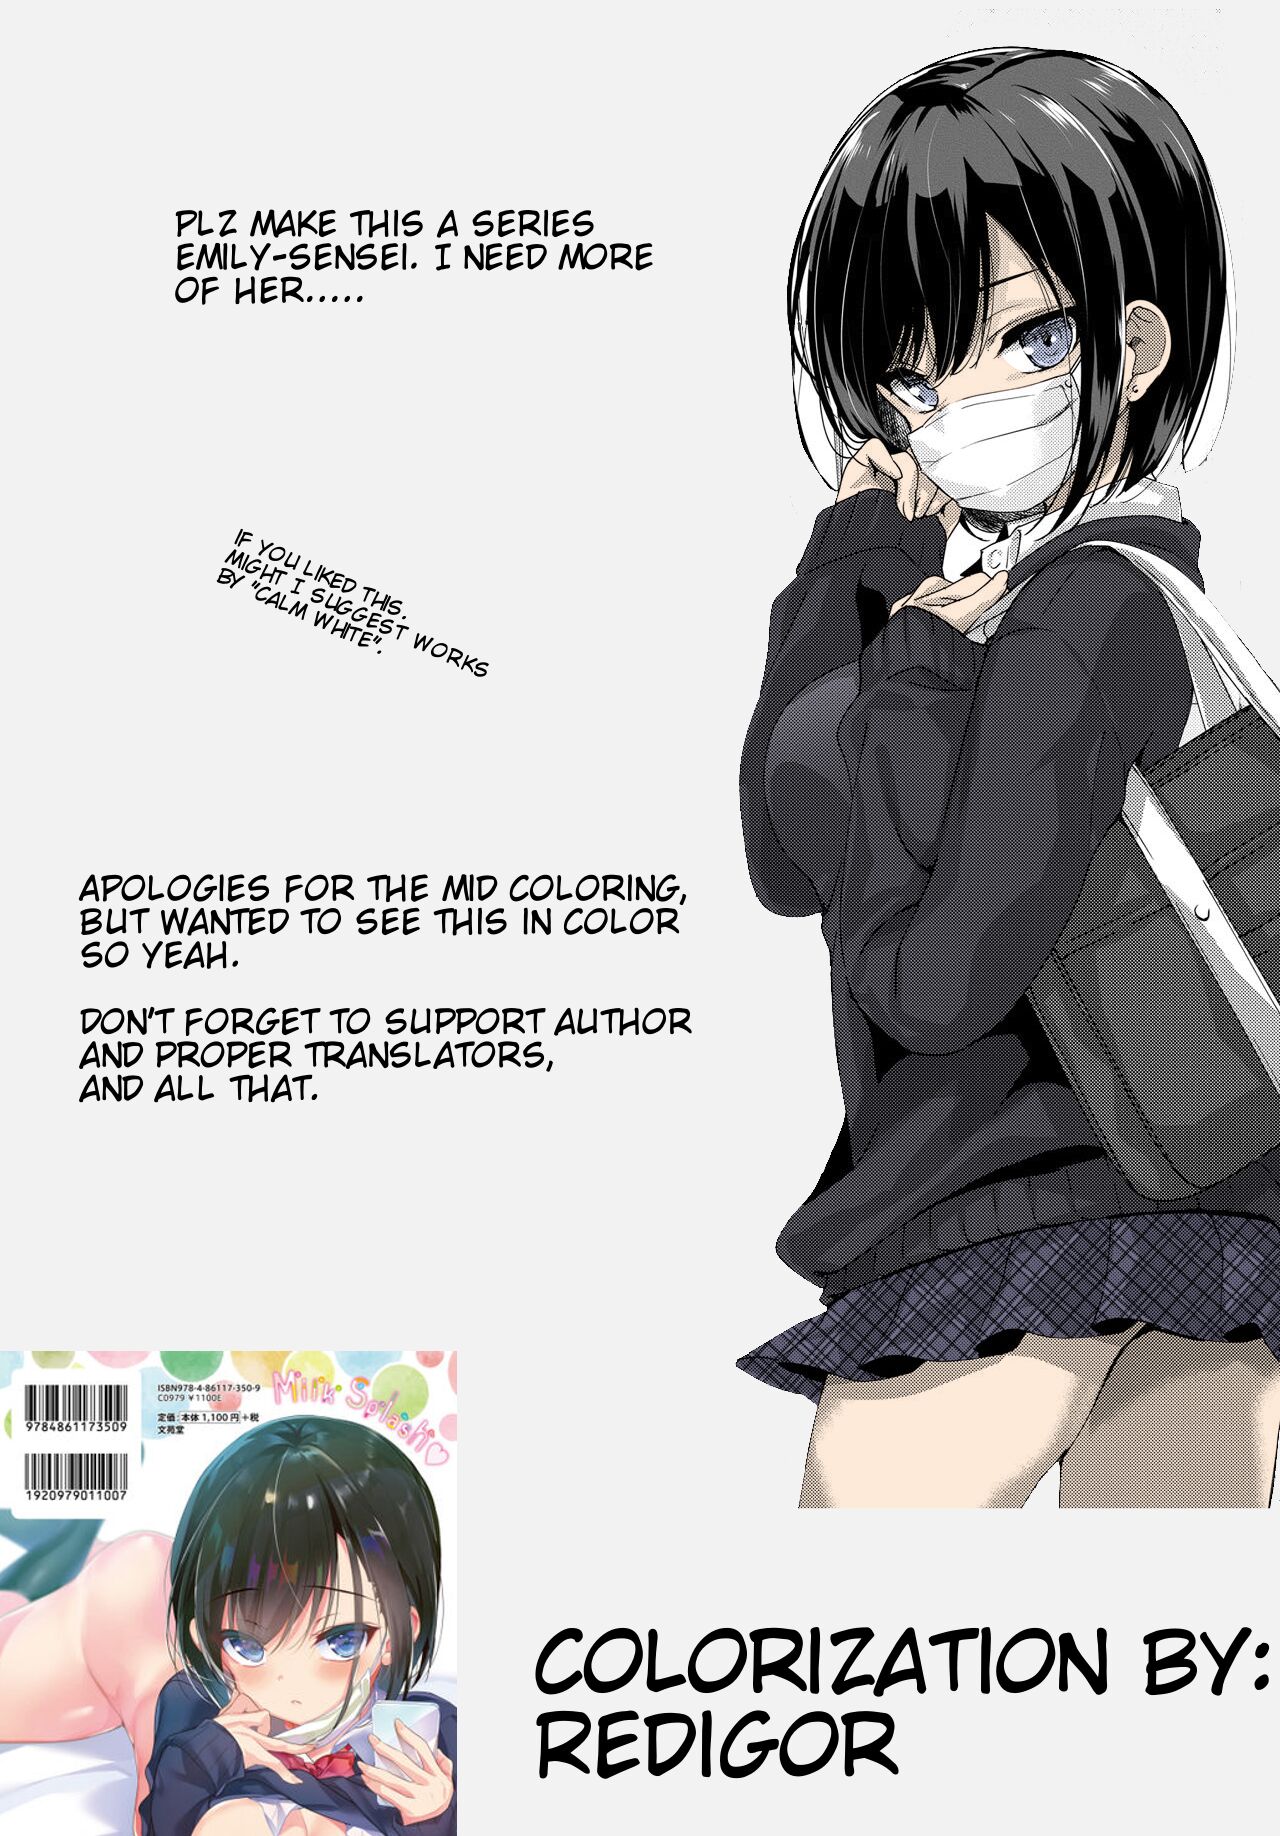 PLZ MAKE THIS A SERIES
EMILY-SENSEI. I NEED MORE
OF HER.....
IF YOU LIKED THIS.
MIGHT I SUGGEST WORKS
BY "CALM WHITE".
APOLOGIES FOR THE MID COLORING,
BUT WANTED TO SEE THIS IN COLOR
SO YEAH.
DON'T FORGET TO SUPPORT AUTHOR
AND PROPER TRANSLATORS,
AND ALL THAT.
ISBN978-4-86117-350-9
C0979 ¥1100E
定価:本体1,100円+税
文苑堂
9784861173509
1920979011007
Milk Splash♡
COLORIZATION BY:
REDIGOR